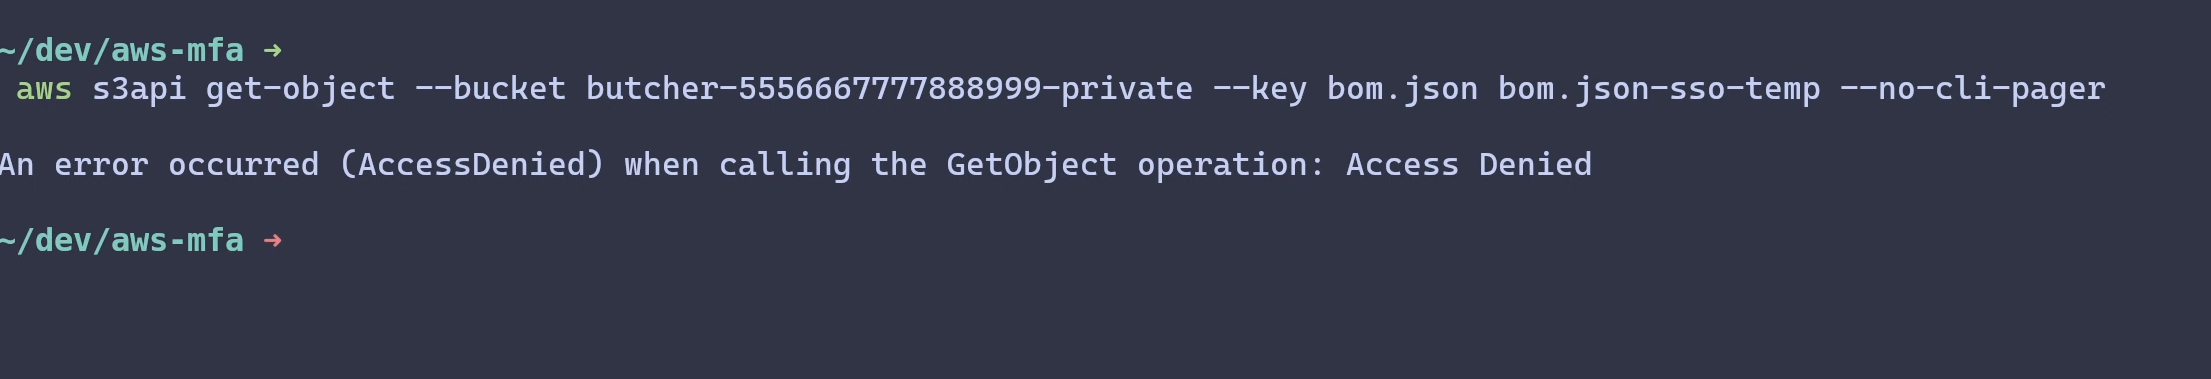 ~/dev/aws-mfa ➜
aws s3api get-object --bucket butcher-5556667777888999-private --key bom.json bom.json-sso-temp --no-cli-pager
An error occurred (AccessDenied) when calling the GetObject operation: Access Denied
~/dev/aws-mfa ➜